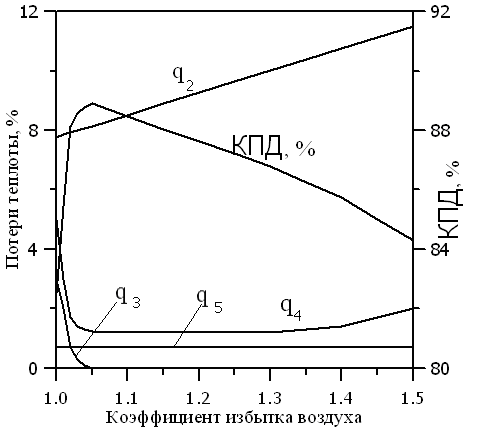 12
92
q2
Потери теплоты, %
8
88
КПД, %
КПД, %
4
84
q3
q5
q4
0
80
1.0 1.1 1.2 1.3 1.4 1.5
Коэффициент избытка воздуха